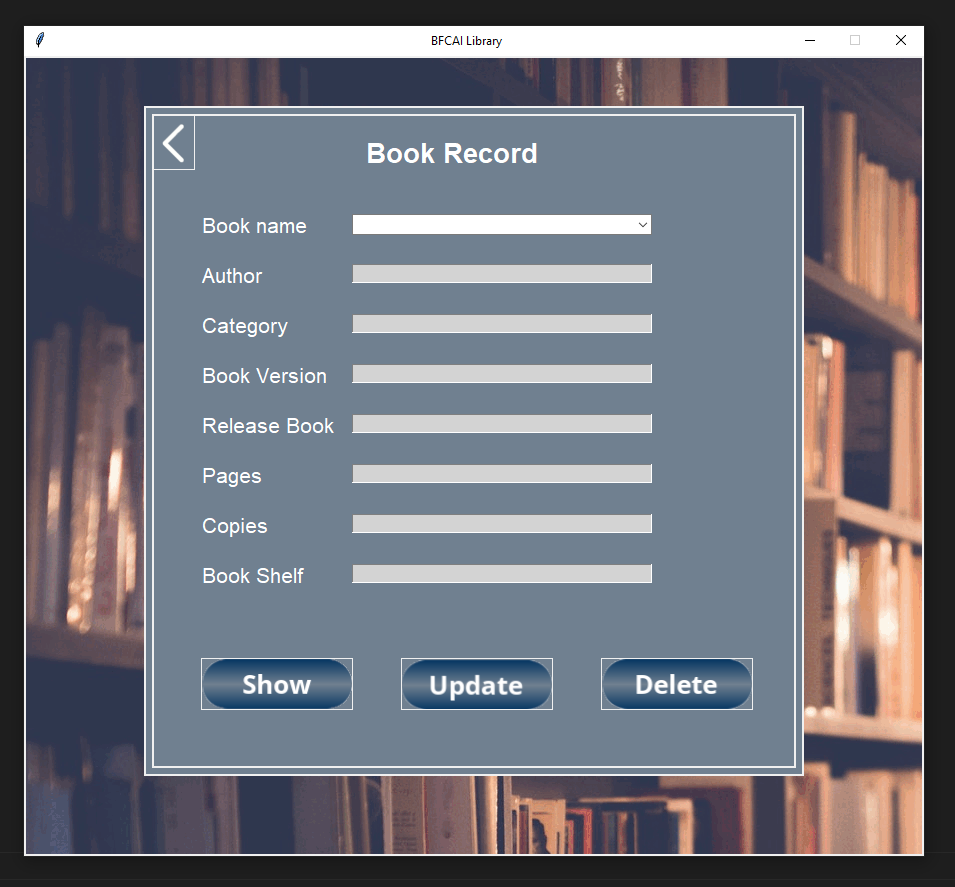 BFCAI Library
Book Record
Book name
Author
Category
Book Version
Release Book
Pages
Copies
Book Shelf
Show Update Delete